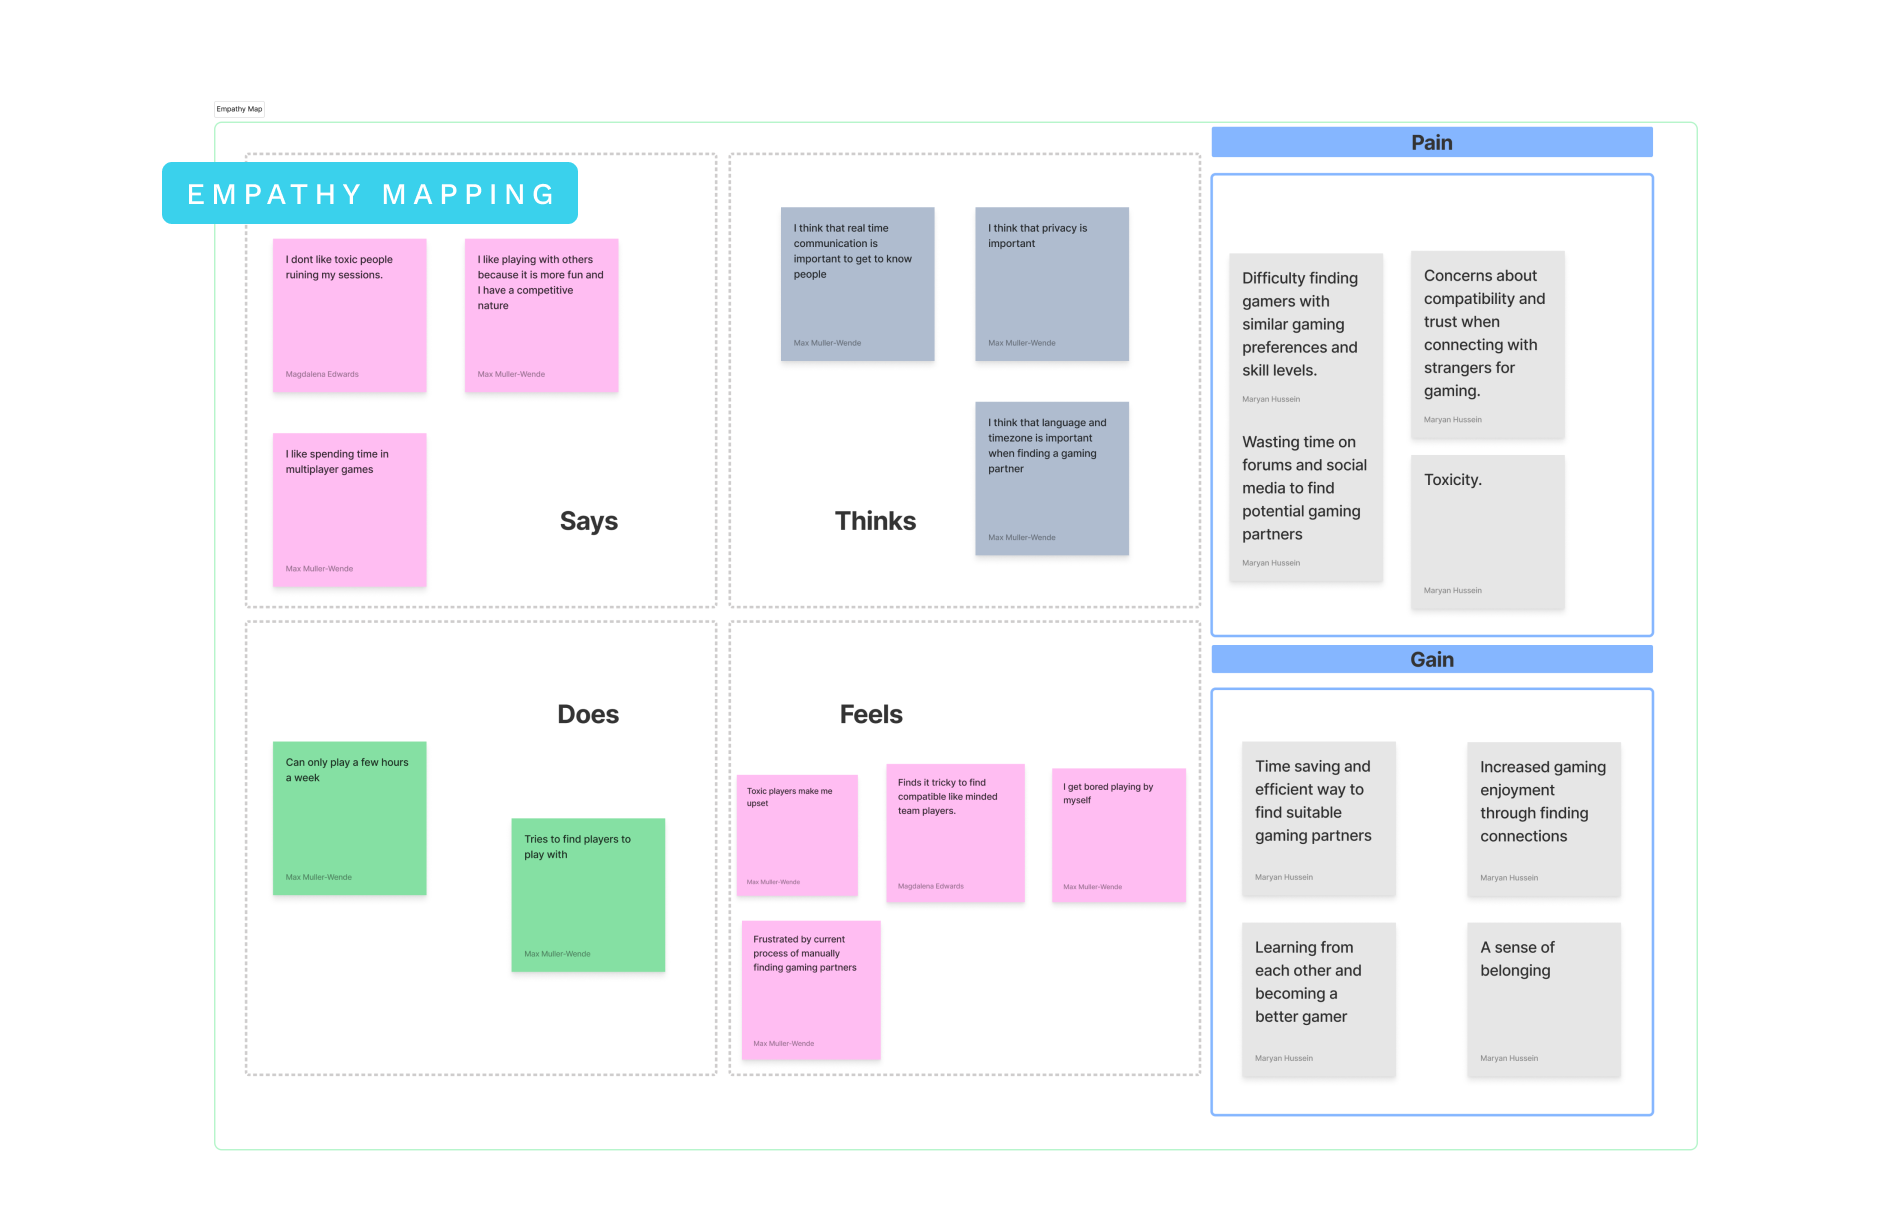 Empathy Map
EMPATHY MAPPING
I dont like toxic people
ruining my sessions.
Magdalena Edwards
I like playing with others
because it is more fun and
I have a competitive
nature
Max Muller-Wende
I like spending time in
multiplayer games
Max Muller-Wende
Says
I think that real time
communication is
important to get to know
people
Max Muller-Wende
I think that privacy is
important
Max Muller-Wende
I think that language and
timezone is important
when finding a gaming
partner
Max Muller-Wende
Thinks
Does
Can only play a few hours
a week
Max Muller-Wende
Tries to find players to
play with
Max Muller-Wende
Feels
Toxic players make me
upset
Max Muller-Wende
Finds it tricky to find
compatible like minded
team players.
Magdalena Edwards
I get bored playing by
myself
Max Muller-Wende
Frustrated by current
process of manually
finding gaming partners
Max Muller-Wende
Pain
Difficulty finding
gamers with
similar gaming
preferences and
skill levels.
Maryan Hussein
Concerns about
compatibility and
trust when
connecting with
strangers for
gaming.
Maryan Hussein
Wasting time on
forums and social
media to find
potential gaming
partners
Maryan Hussein
Toxicity.
Maryan Hussein
Gain
Time saving and
efficient way to
find suitable
gaming partners
Maryan Hussein
Increased gaming
enjoyment
through finding
connections
Maryan Hussein
Learning from
each other and
becoming a
better gamer
Maryan Hussein
A sense of
belonging
Maryan Hussein